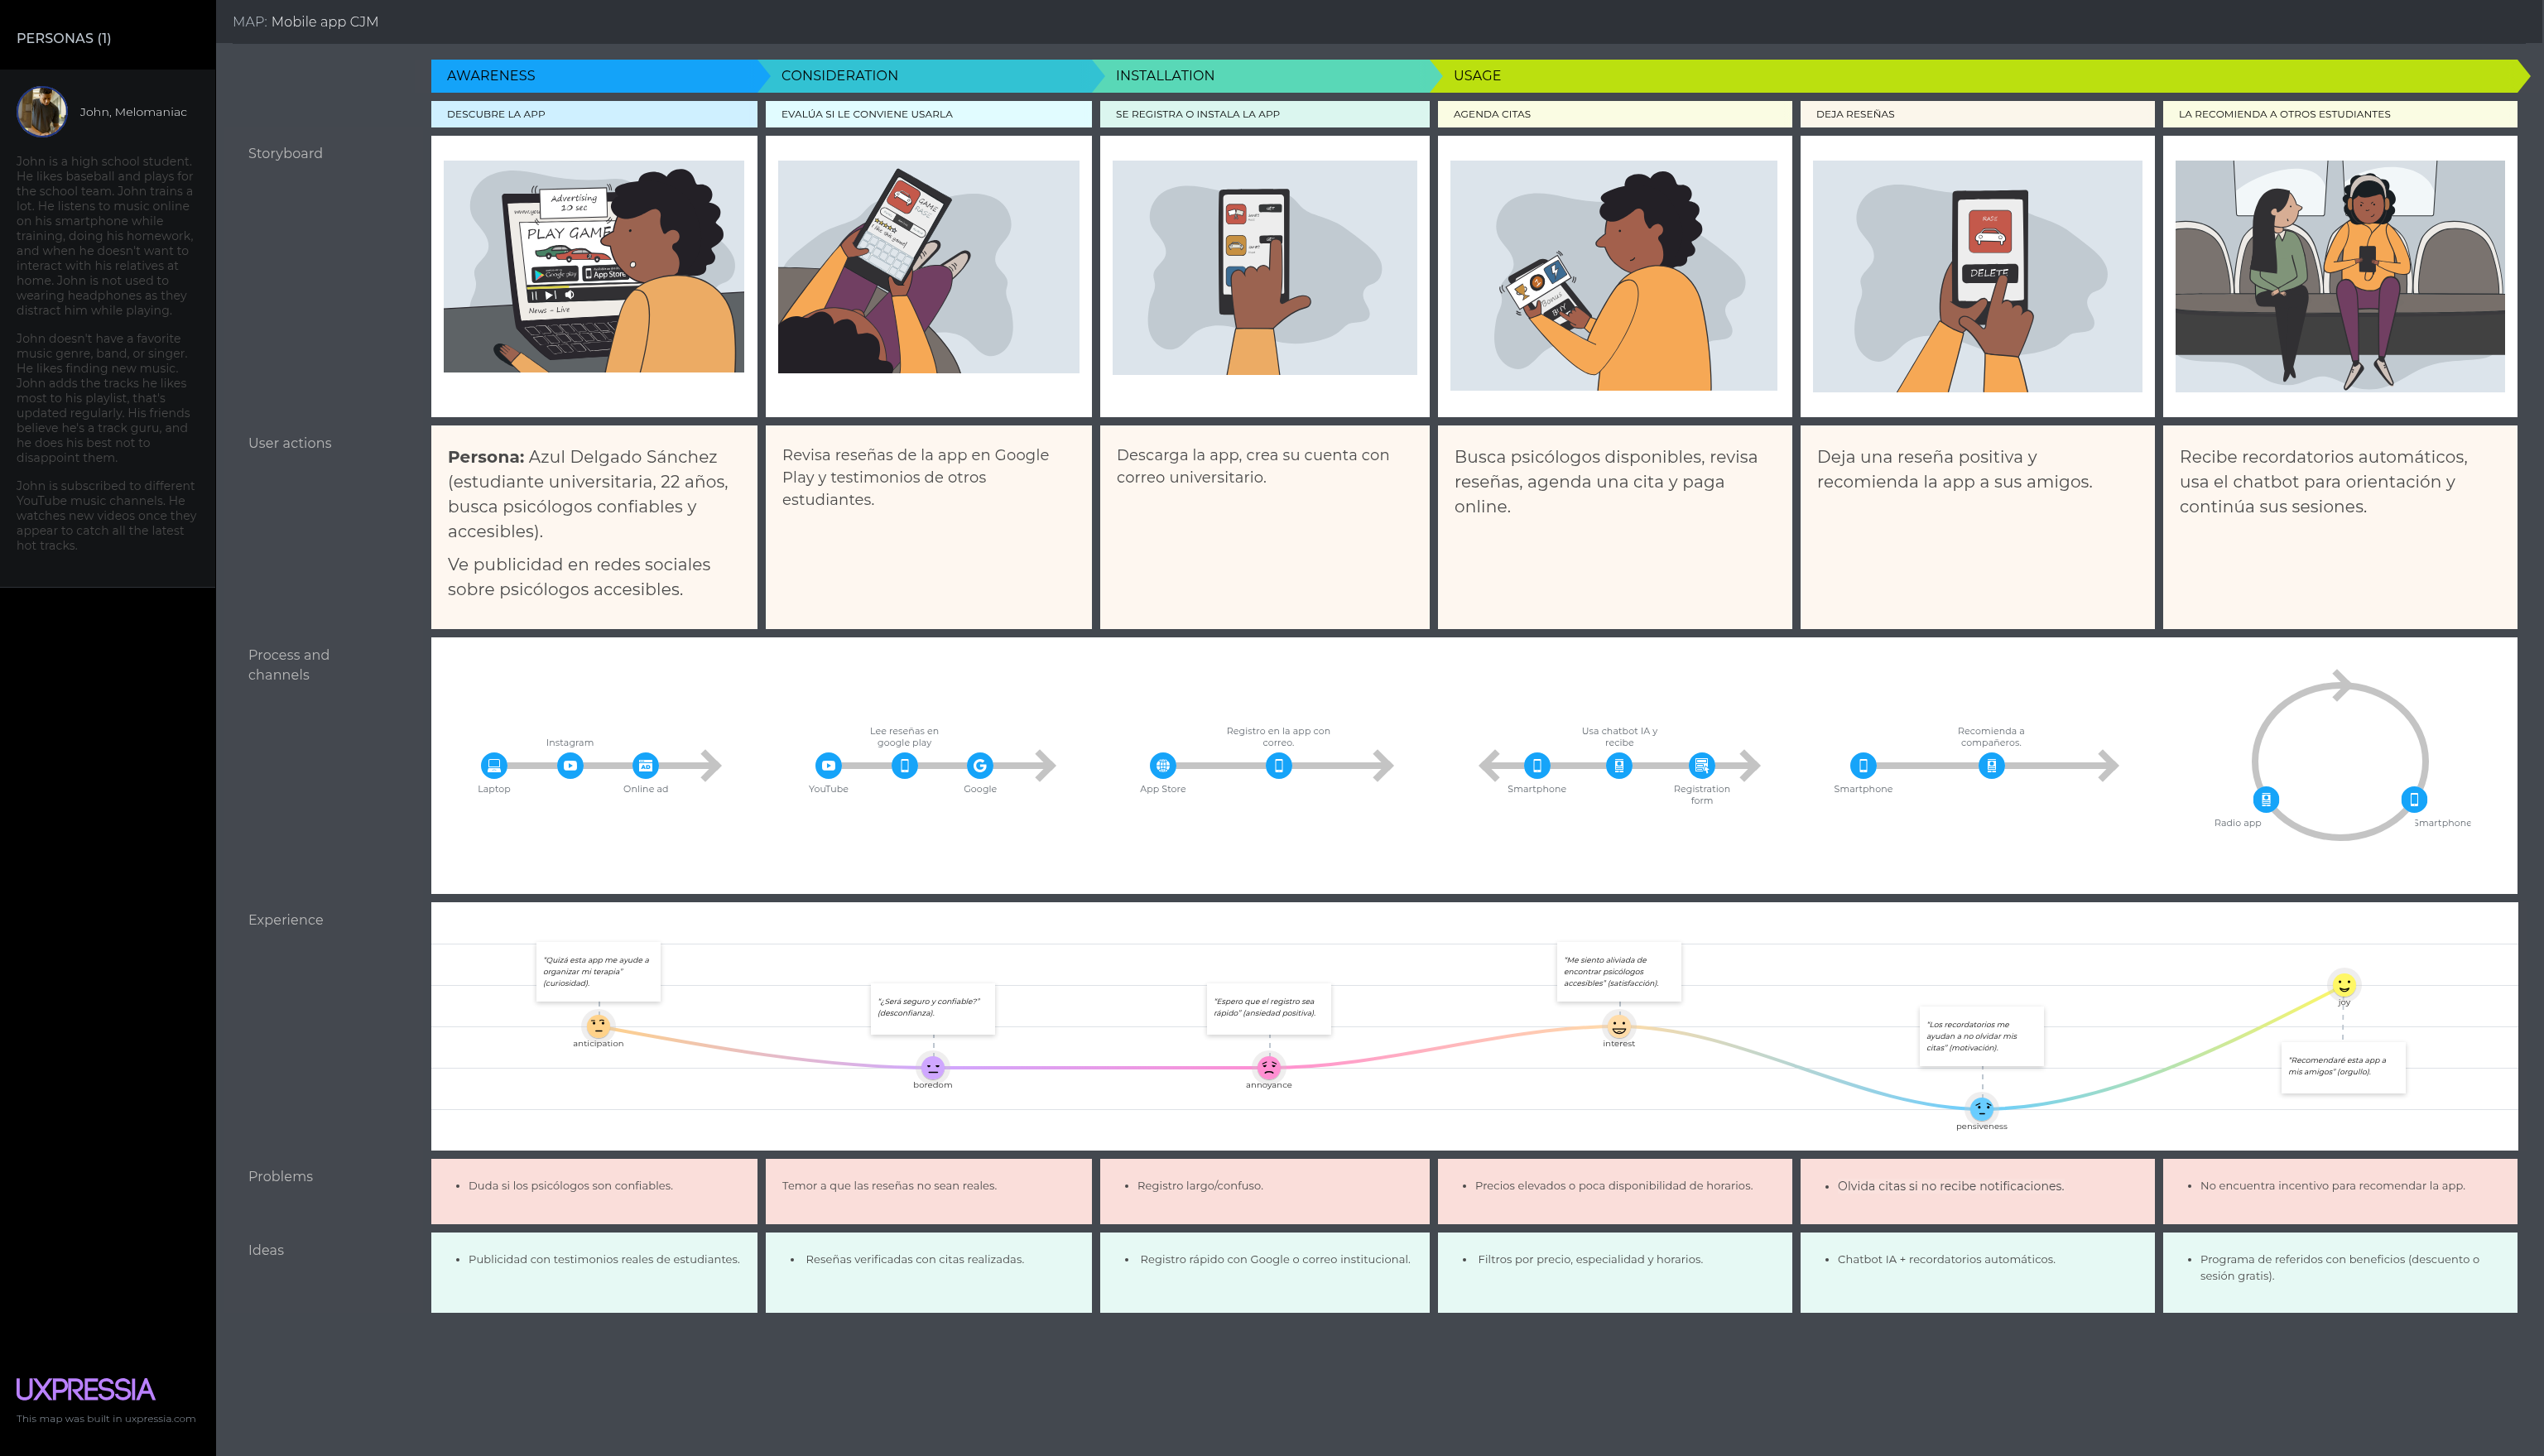 MAP: Mobile app CJM
PERSONAS (1)
John, Melomaniac
John is a high school student.
He likes baseball and plays for
the school team. John trains a
lot. He listens to music online
on his smartphone while
training, doing his homework,
and when he doesn't want to
interact with his relatives at
home. John is not used to
wearing headphones as they
distract him while playing.
John doesn't have a favorite
music genre, band, or singer.
He likes finding new music.
John adds the tracks he likes
most to his playlist, that's
updated regularly. His friends
believe he's a track guru, and
he does his best not to
disappoint them.
John is subscribed to different
YouTube music channels. He
watches new videos once they
appear to catch all the latest
hot tracks.
UXPRESSIA
This map was built in uxpressia.com
AWARENESS
CONSIDERATION
INSTALLATION
USAGE
DESCUBRE LA APP
EVALÚA SI LE CONVIENE USARLA
SE REGISTRA O INSTALA LA APP
AGENDA CITAS
DEJA RESEÑAS
LA RECOMIENDA A OTROS ESTUDIANTES
Storyboard
Advertising
10 sec
PLAY GAME
Google play
App Store
News - Live
GAME
RASE
I like this game!
Bonus
BUY
RASE
DELETE
User actions
Persona: Azul Delgado Sánchez
(estudiante universitaria, 22 años,
busca psicólogos confiables y
accesibles).
Ve publicidad en redes sociales
sobre psicólogos accesibles.
Revisa reseñas de la app en Google
Play y testimonios de otros
estudiantes.
Descarga la app, crea su cuenta con
correo universitario.
Busca psicólogos disponibles, revisa
reseñas, agenda una cita y paga
online.
Deja una reseña positiva y
recomienda la app a sus amigos.
Recibe recordatorios automáticos,
usa el chatbot para orientación y
continúa sus sesiones.
Process and
channels
Laptop
Instagram
AD
Online ad
YouTube
Lee reseñas en
google play
Google
App Store
Registro en la app con
correo.
Smartphone
Usa chatbot IA y
recibe
Registration
form
Smartphone
Recomienda a
compañeros.
Radio app
Smartphone
Experience
"Quizá esta app me ayude a
organizar mi terapia"
(curiosidad).
anticipation
"¿Será seguro y confiable?"
(desconfianza).
boredom
"Espero que el registro sea
rápido" (ansiedad positiva).
annoyance
"Me siento aliviada de
encontrar psicólogos
accesibles" (satisfacción).
interest
"Los recordatorios me
ayudan a no olvidar mis
citas" (motivación).
pensiveness
joy
"Recomendaré esta app a
mis amigos" (orgullo).
Problems
• Duda si los psicólogos son confiables.
Temor a que las reseñas no sean reales.
• Registro largo/confuso.
• Precios elevados o poca disponibilidad de horarios.
• Olvida citas si no recibe notificaciones.
• No encuentra incentivo para recomendar la app.
Ideas
• Publicidad con testimonios reales de estudiantes.
• Reseñas verificadas con citas realizadas.
• Registro rápido con Google o correo institucional.
• Filtros por precio, especialidad y horarios.
• Chatbot IA + recordatorios automáticos.
• Programa de referidos con beneficios (descuento o
sesión gratis).